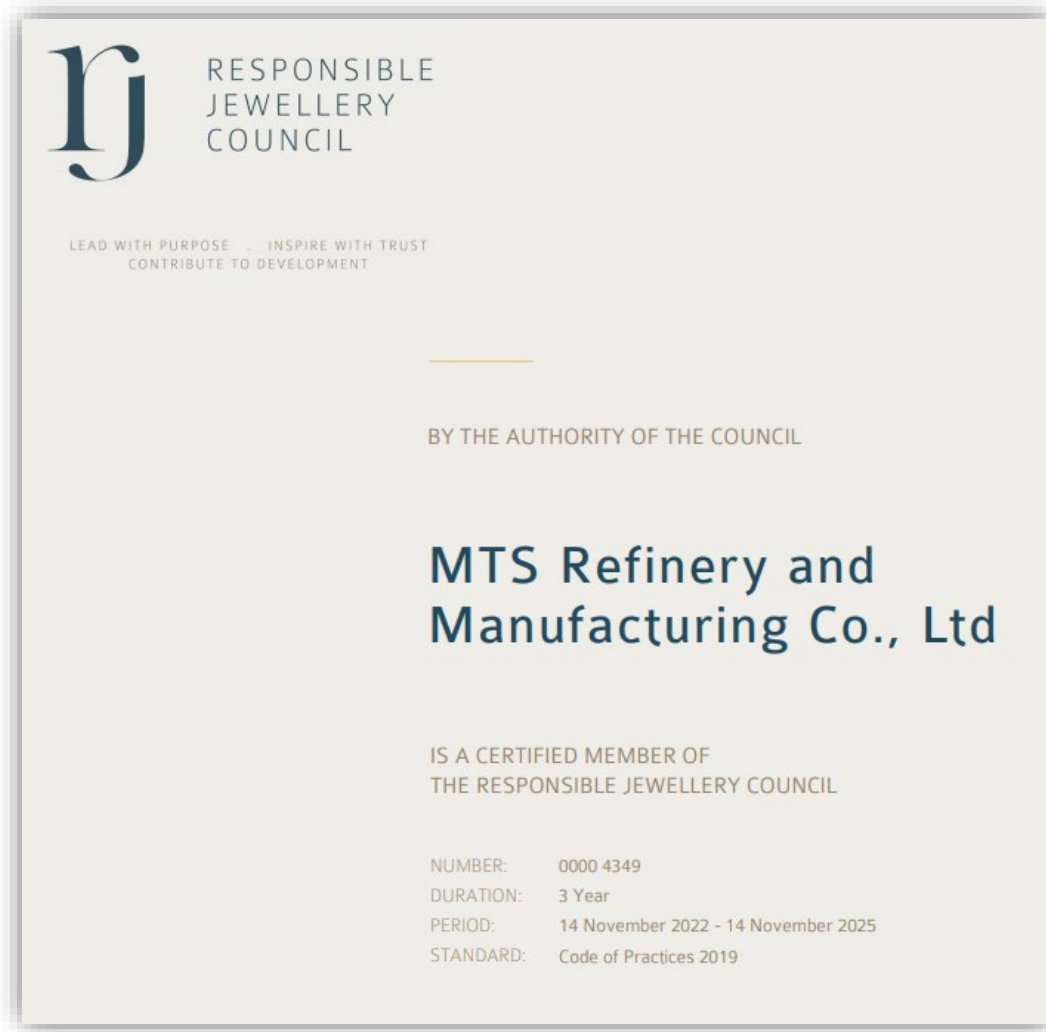 rj
RESPONSIBLE
JEWELLERY
COUNCIL
LEAD WITH PURPOSE . INSPIRE WITH TRUST
CONTRIBUTE TO DEVELOPMENT
BY THE AUTHORITY OF THE COUNCIL
MTS Refinery and
Manufacturing Co., Ltd
IS A CERTIFIED MEMBER OF
THE RESPONSIBLE JEWELLERY COUNCIL
NUMBER: 0000 4349
DURATION: 3 Year
PERIOD: 14 November 2022 - 14 November 2025
STANDARD: Code of Practices 2019